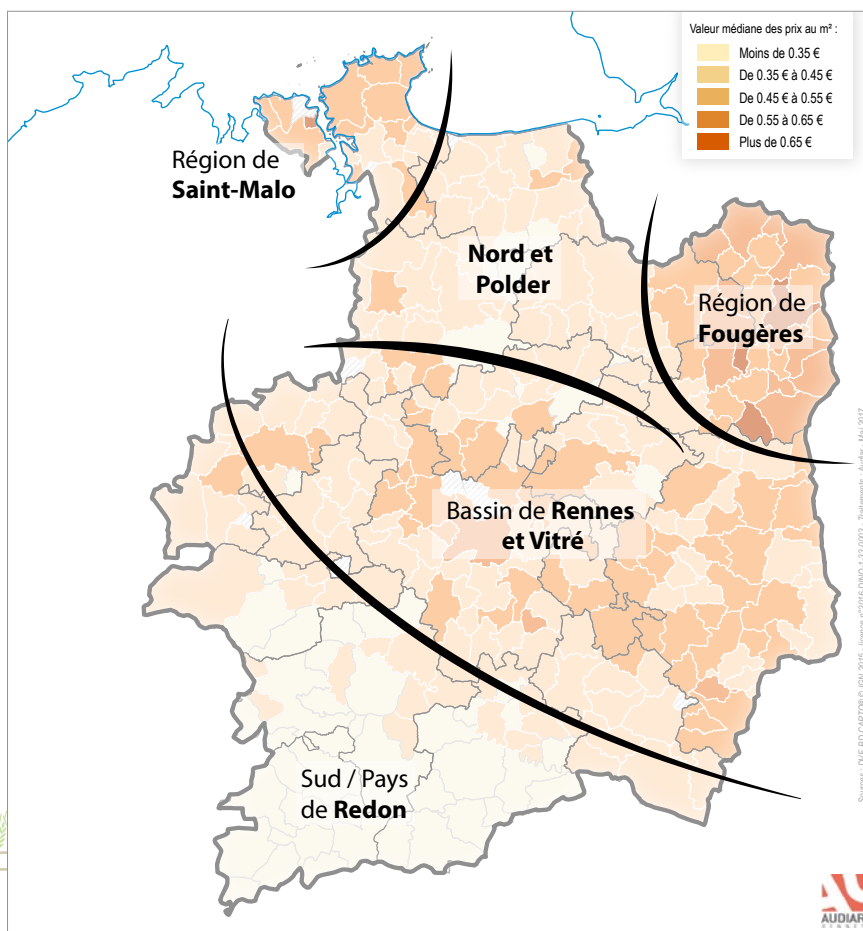 Valeur médiane des prix au m² :
Moins de 0.35 €
De 0.35 € à 0.45 €
De 0.45 € à 0.55 €
De 0.55 à 0.65 €
Plus de 0.65 €
Région de
Saint-Malo
Nord et
Polder
Région de
Fougères
Bassin de Rennes
et Vitré
Sud / Pays
de Redon
AUDIAR